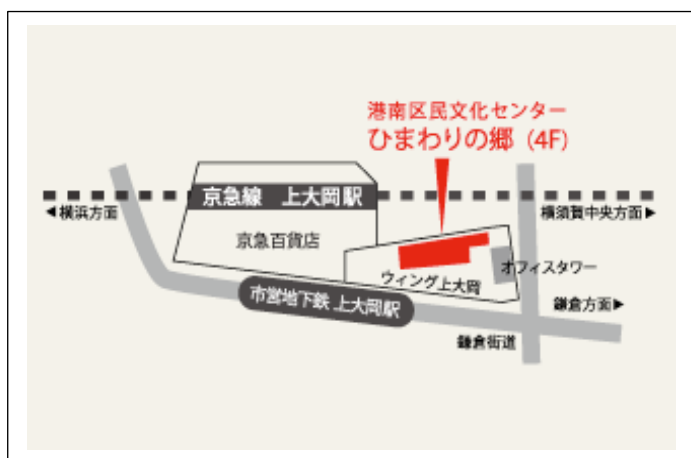 港南区民文化センター
ひまわりの郷 (4F)
京急線 上大岡駅
◀横浜方面
横須賀中央方面▶
京急百貨店
オフィスタワー
ウィング上大岡
市営地下鉄 上大岡駅
鎌倉方面▶
鎌倉街道